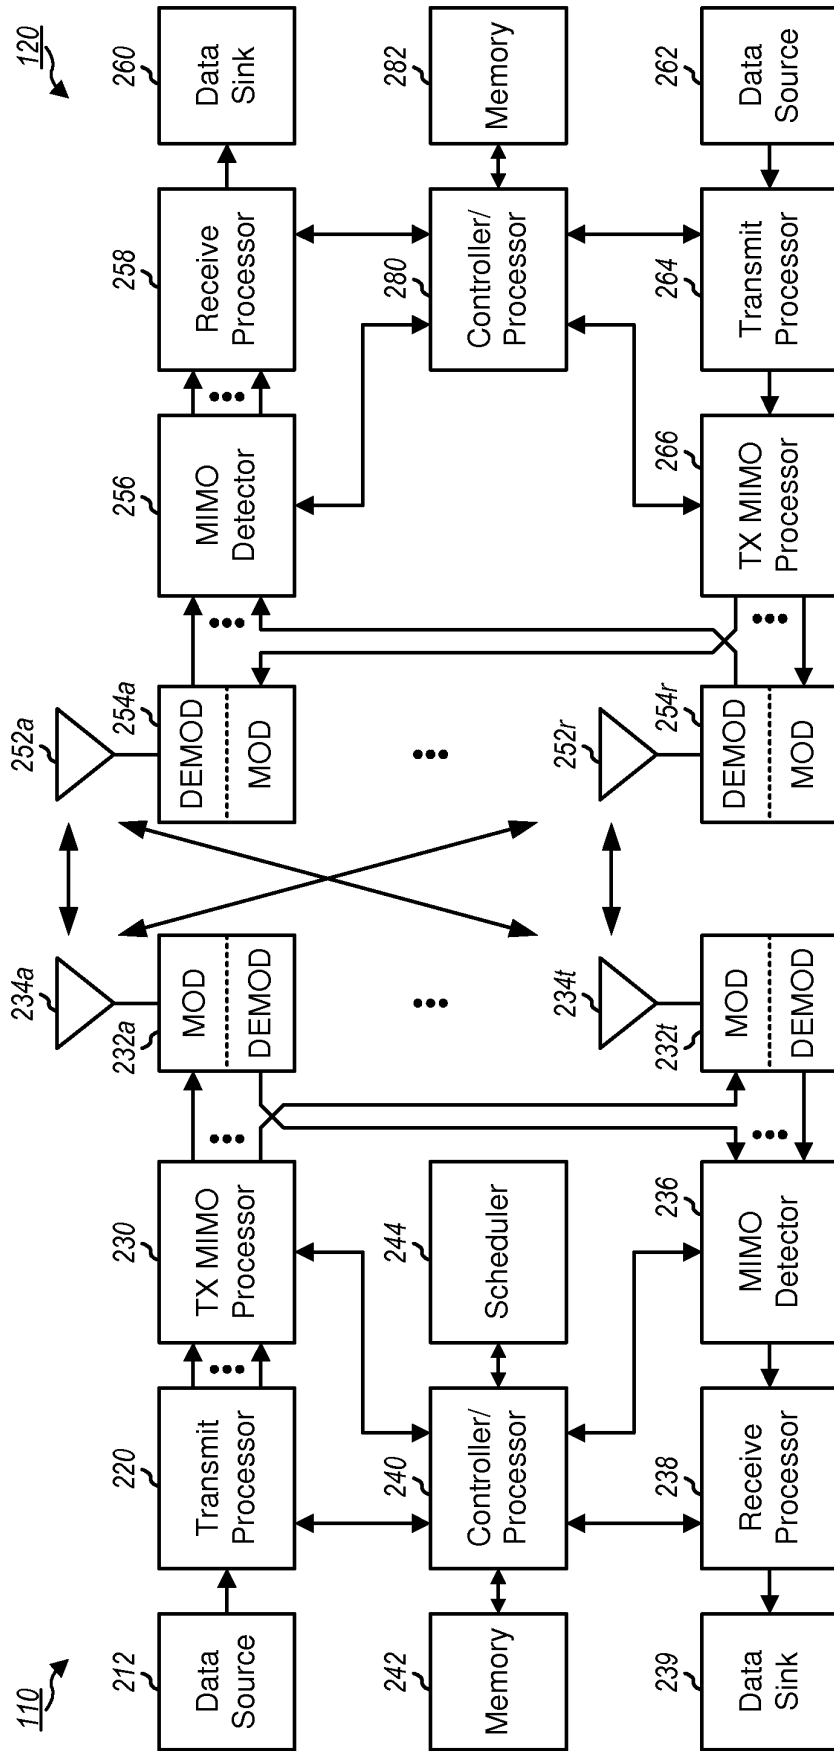 110
120
212
Data
Source
220
Transmit
Processor
230
TX MIMO
Processor
232a
MOD
DEMOD
234a
252a
254a
DEMOD
MOD
256
MIMO
Detector
258
Receive
Processor
260
Data
Sink
242
Memory
240
Controller/
Processor
244
Scheduler
280
Controller/
Processor
282
Memory
239
Data
Sink
238
Receive
Processor
236
MIMO
Detector
232t
MOD
DEMOD
234t
252r
254r
DEMOD
MOD
266
TX MIMO
Processor
264
Transmit
Processor
262
Data
Source